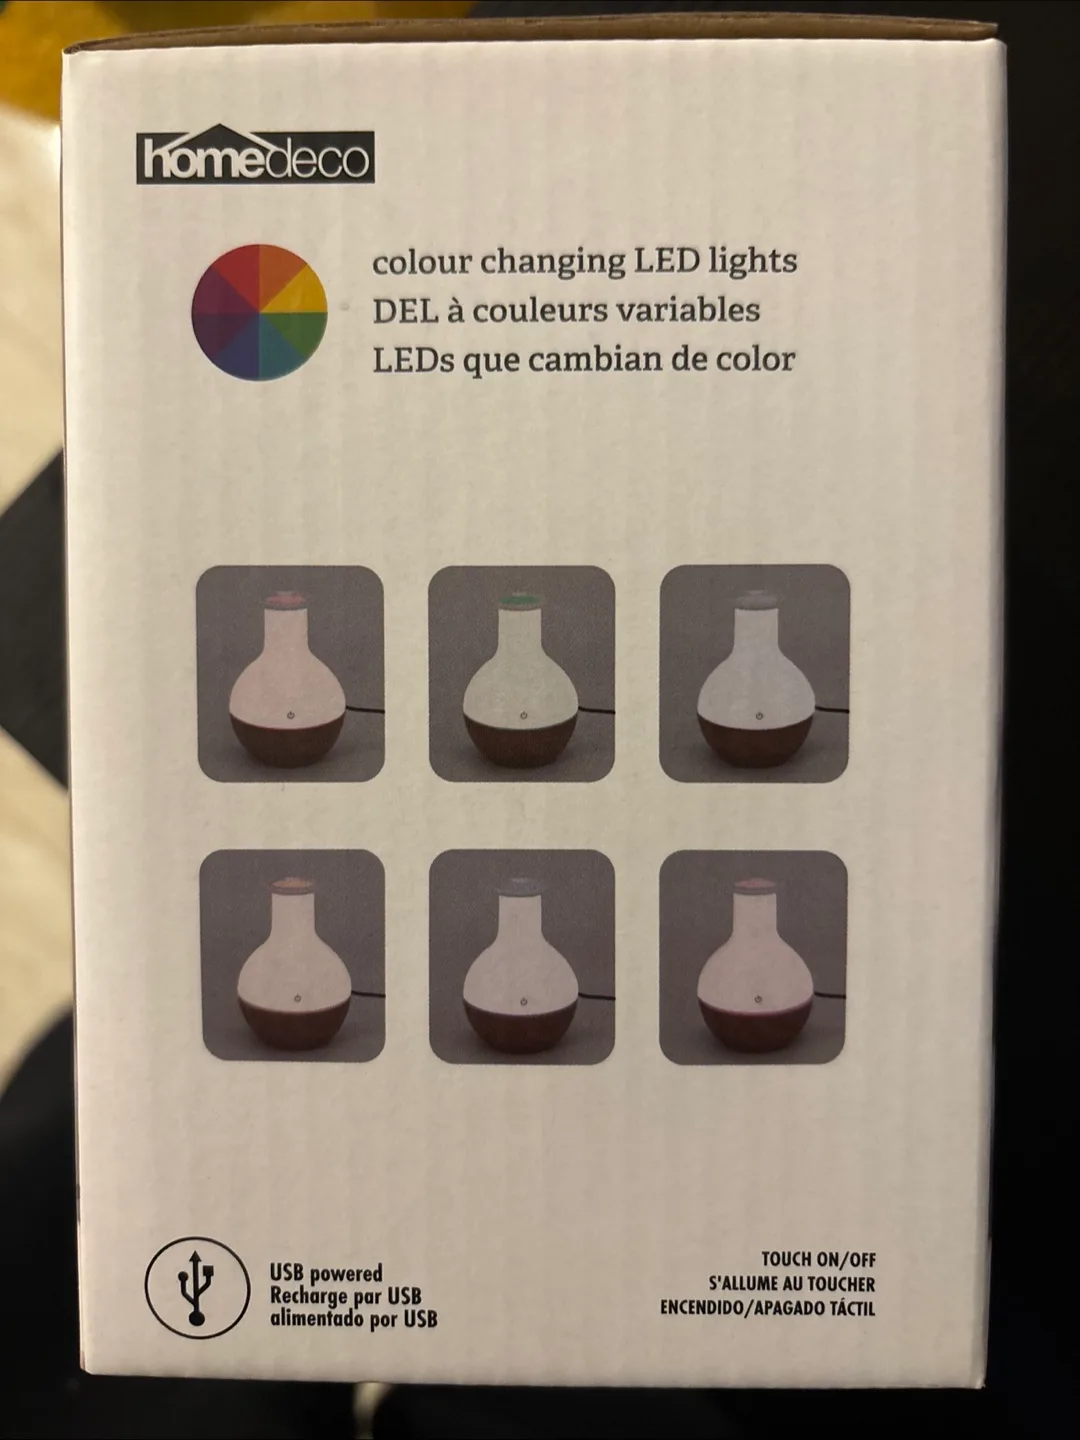 homedeco
colour changing LED lights
DEL à couleurs variables
LEDs que cambian de color
USB powered
Recharge par USB
alimentado por USB
TOUCH ON/OFF
S'ALLUME AU TOUCHER
ENCENDIDO/APAGADO TÁCTIL